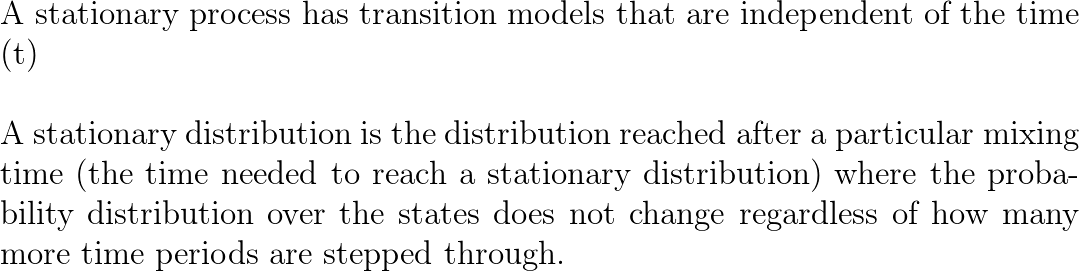 A stationary process has transition models that are independent of the time
(t)
A stationary distribution is the distribution reached after a particular mixing
time (the time needed to reach a stationary distribution) where the proba-
bility distribution over the states does not change regardless of how many
more time periods are stepped through.